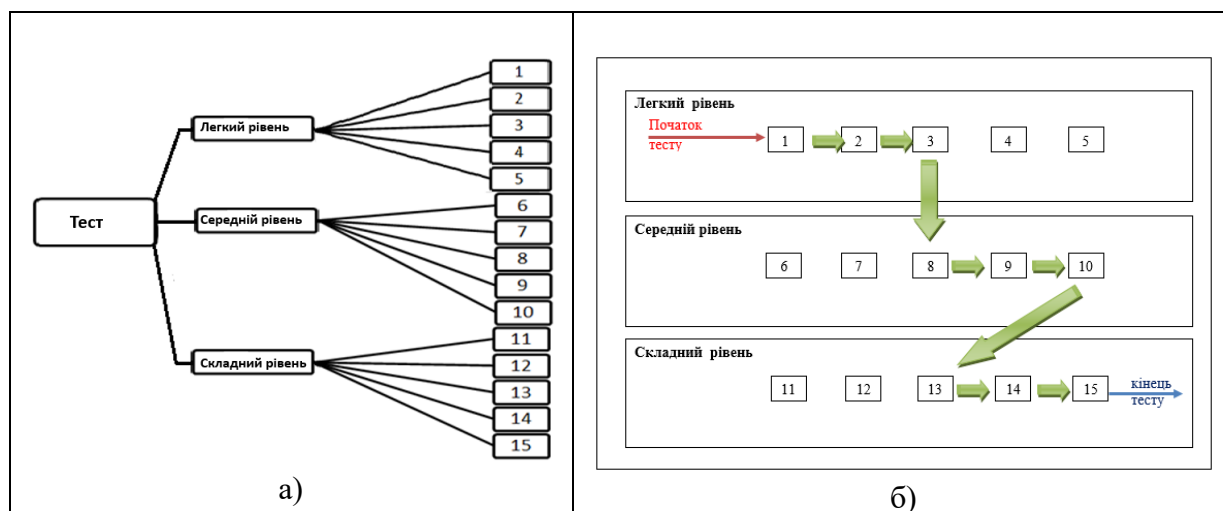 Тест
Легкий рівень
Середній рівень
Складний рівень
1
2
3
4
5
6
7
8
9
10
11
12
13
14
15
а)
Легкий рівень
Початок
тесту
1 2 3 4 5
Середній рівень
6 7 8 9 10
Складний рівень
11 12 13 14 15
кінець
тесту
б)